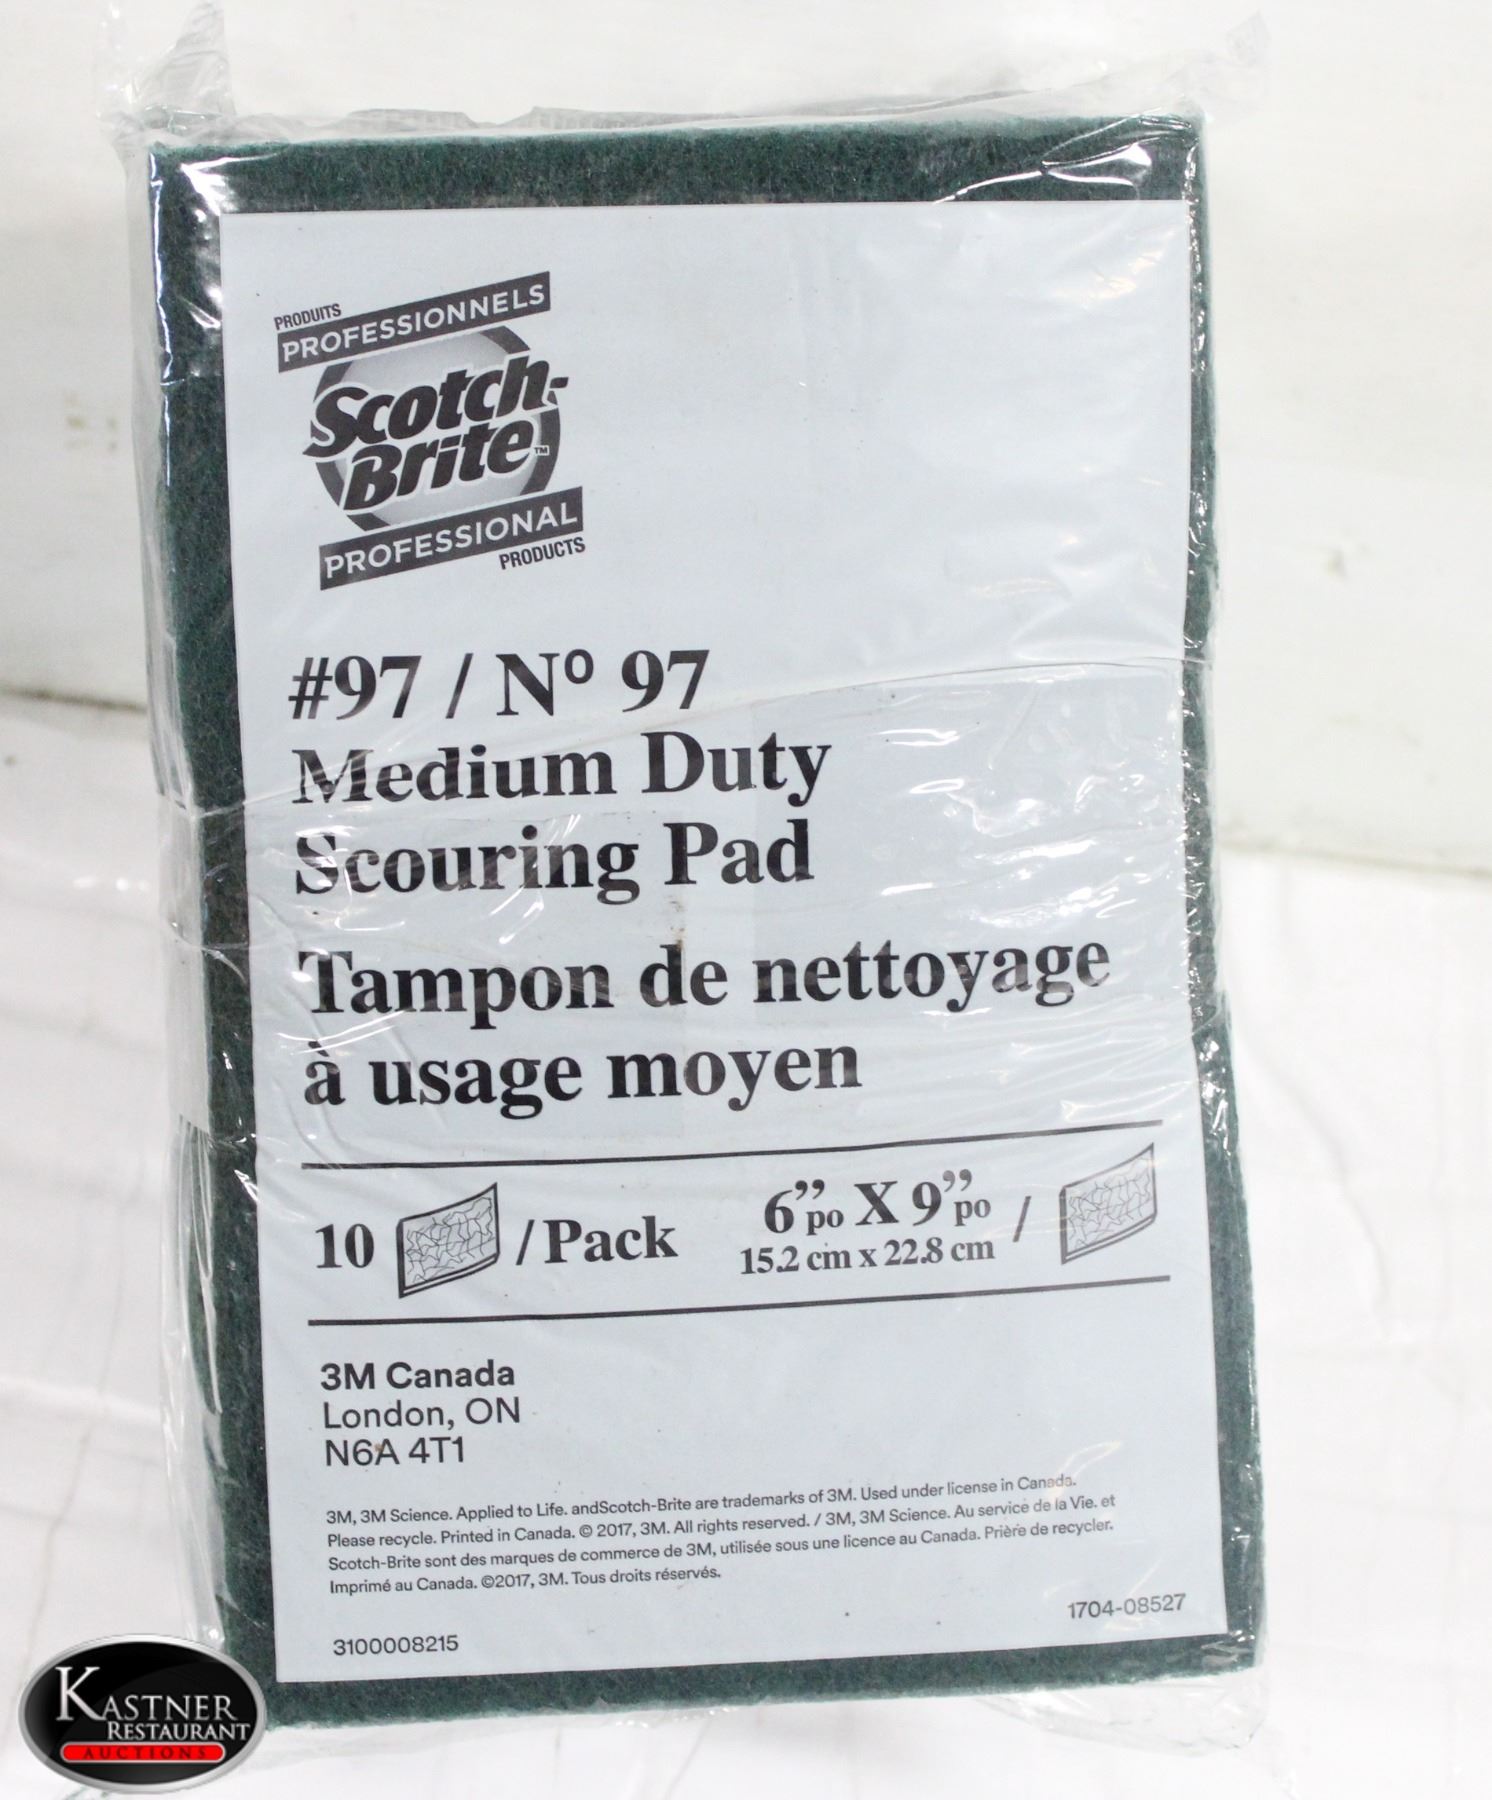 PRODUITS
PROFESSIONNELS
Scotch-
Brite™
PROFESSIONAL
PRODUCTS
#97 / Nº 97
Medium Duty
Scouring Pad
Tampon de nettoyage
à usage moyen
10 / Pack 6”po X 9”po /
15.2 cm x 22.8 cm
3M Canada
London, ON
N6A 4T1
3M, 3M Science. Applied to Life. andScotch-Brite are trademarks of 3M. Used under license in Canada.
Please recycle. Printed in Canada. © 2017, 3M. All rights reserved. / 3M, 3M Science. Au service de la Vie. et
Scotch-Brite sont des marques de commerce de 3M, utilisée sous une licence au Canada. Prière de recycler.
Imprimé au Canada. ©2017, 3M. Tous droits réservés.
1704-08527
3100008215
KASTNER
RESTAURANT
AUCTIONS